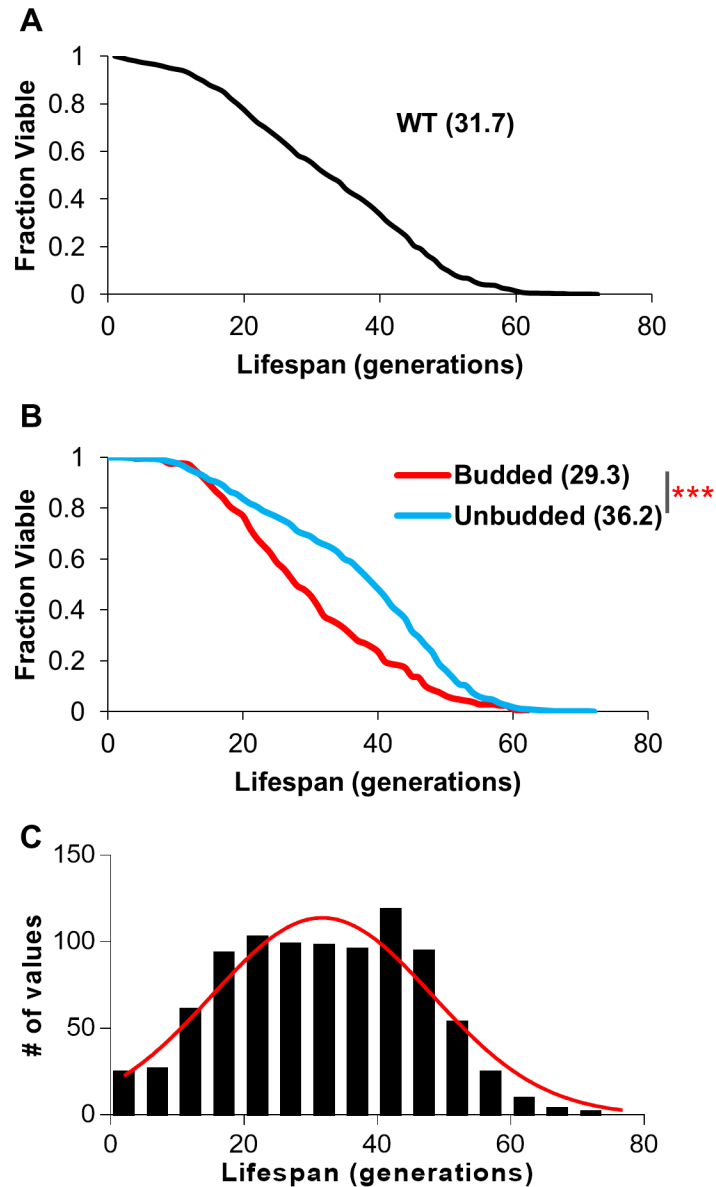 A
Fraction Viable
1
0.8
0.6
0.4
0.2
0
WT (31.7)
0 20 40 60 80
Lifespan (generations)
B
Fraction Viable
1
0.8
0.6
0.4
0.2
0
Budded (29.3)
Unbudded (36.2)
***
0 20 40 60 80
Lifespan (generations)
C
# of values
150
100
50
0
0 20 40 60 80
Lifespan (generations)